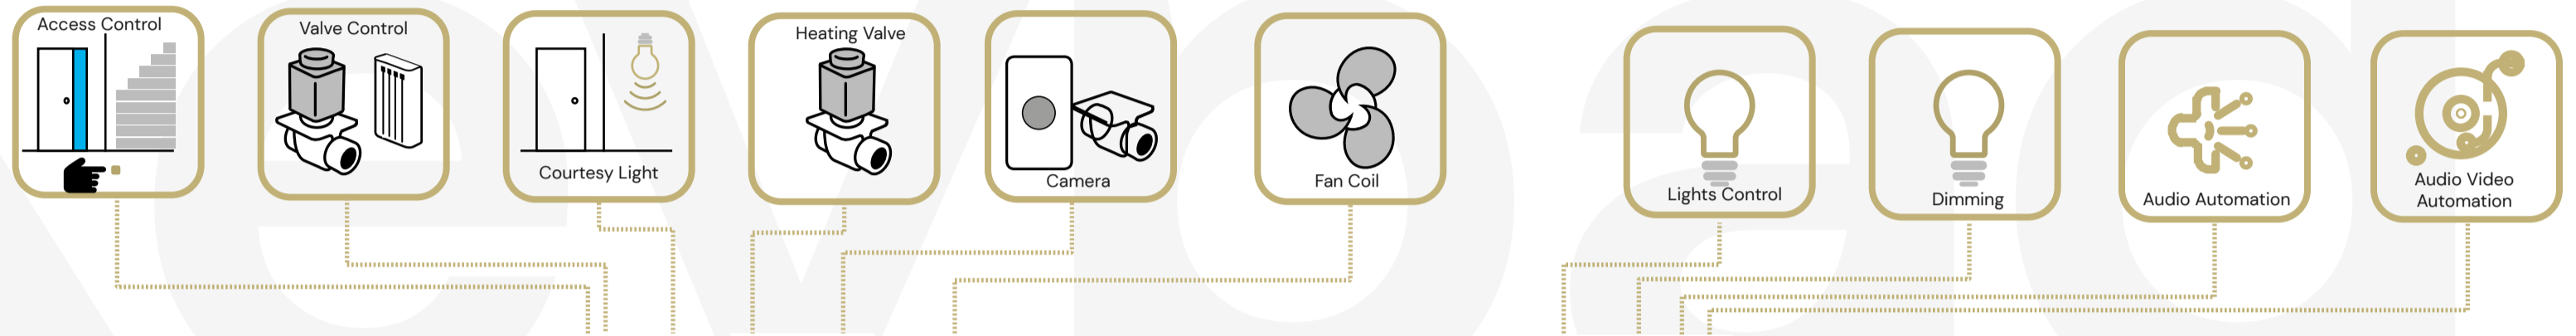 Access Control
Valve Control
Courtesy Light
Heating Valve
Camera
Fan Coil
Lights Control
Dimming
Audio Automation
Audio Video
Automation